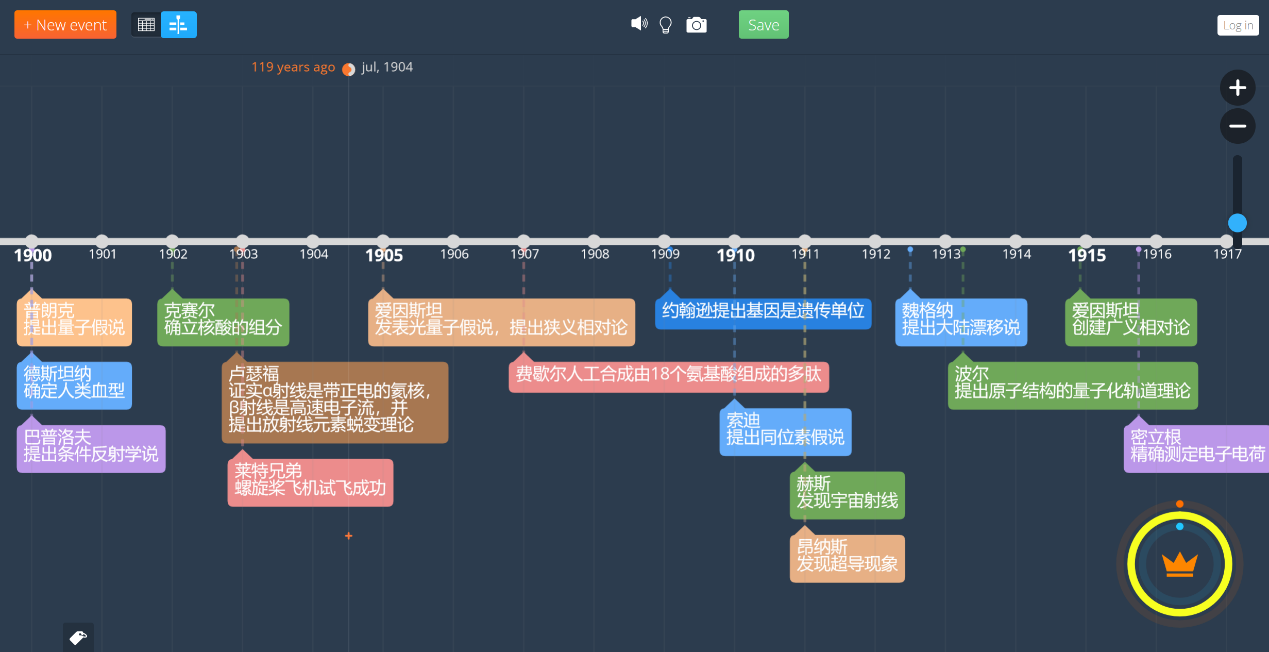 + New event
Save
Log in
119 years ago jul, 1904
1900 1901 1902 1903 1904 1905 1906 1907 1908 1909 1910 1911 1912 1913 1914 1915 1916 1917
普朗克
提出量子假说
克赛尔
确立核酸的组分
爱因斯坦
发表光量子假说，提出狭义相对论
约翰逊提出基因是遗传单位
魏格纳
提出大陆漂移说
爱因斯坦
创建广义相对论
德斯坦纳
确定人类血型
卢瑟福
证实α射线是带正电的氦核，
β射线是高速电子流，并
提出放射线元素蜕变理论
费歇尔人工合成由18个氨基酸组成的多肽
波尔
提出原子结构的量子化轨道理论
索迪
提出同位素假说
巴普洛夫
提出条件反射学说
密立根
精确测定电子电荷
莱特兄弟
螺旋桨飞机试飞成功
赫斯
发现宇宙射线
昂纳斯
发现超导现象